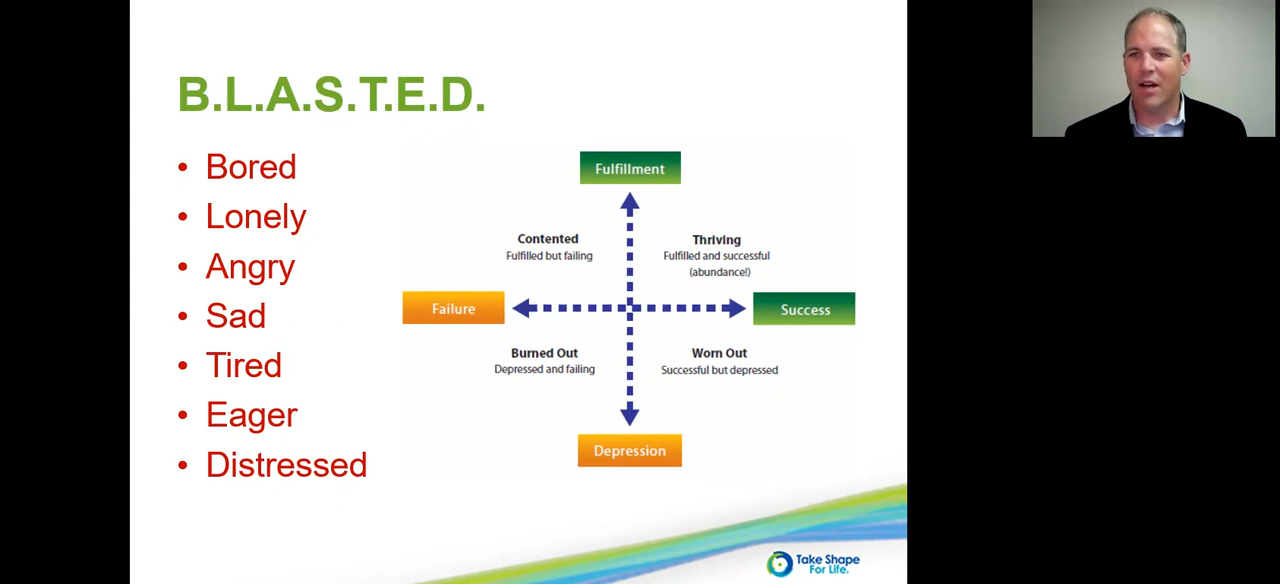 B.L.A.S.T.E.D.
• Bored
• Lonely
• Angry
• Sad
• Tired
• Eager
• Distressed
Fulfillment
Contented
Fulfilled but failing
Thriving
Fulfilled and successful
(abundance!)
Failure
Success
Burned Out
Depressed and failing
Worn Out
Successful but depressed
Depression
Take Shape
For Life.